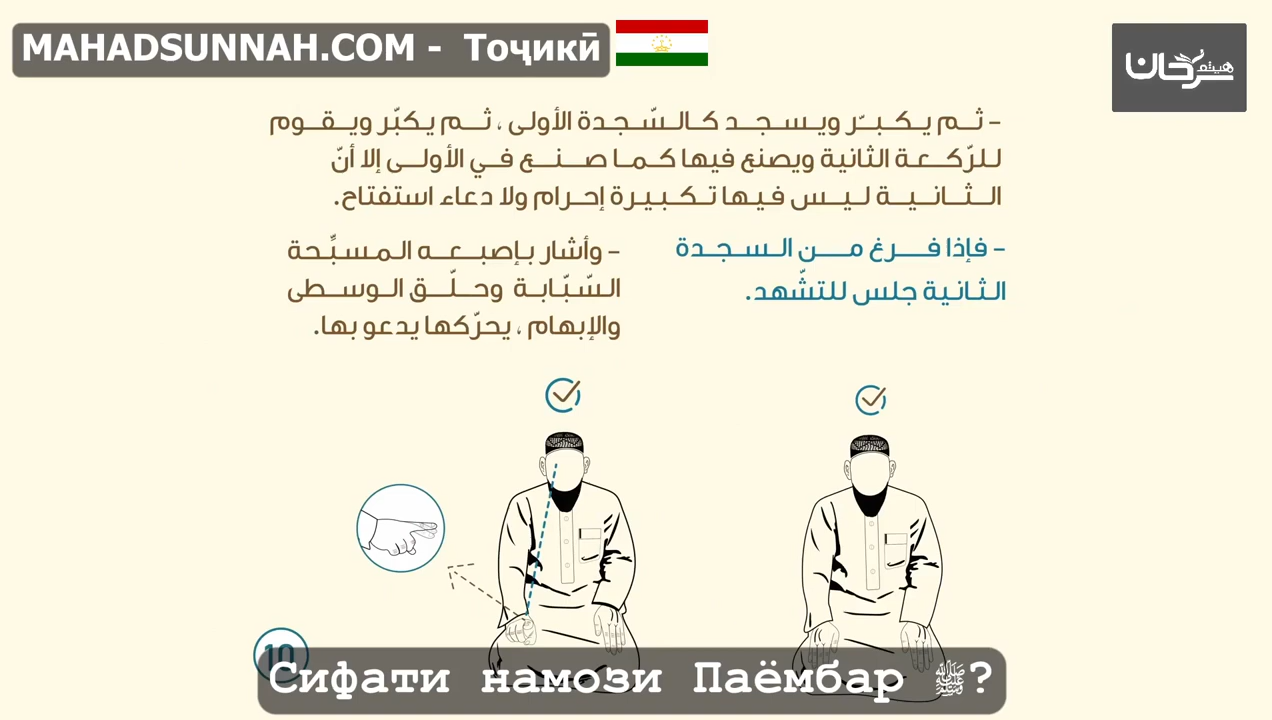 MAHADSUNNAH.COM - Тоҷикӣ
هيثم
سرحان
- ثم يكبّر ويسجد كالسّجدة الأولى، ثم يكبّر ويقوم
للرّكعة الثانية ويصنع فيها كما صنع في الأولى إلا أنّ
الثانية ليس فيها تكبيرة إحرام ولا دعاء استفتاح.
- فإذا فرغ من السجدة
الثانية جلس للتشّهد.
- وأشار بإصبعه المسبِّحة
السّبّابة وحلّق الوسطى
والإبهام، يحرّكها يدعو بها.
10
Сифати намози Паёмбар ﷺ?